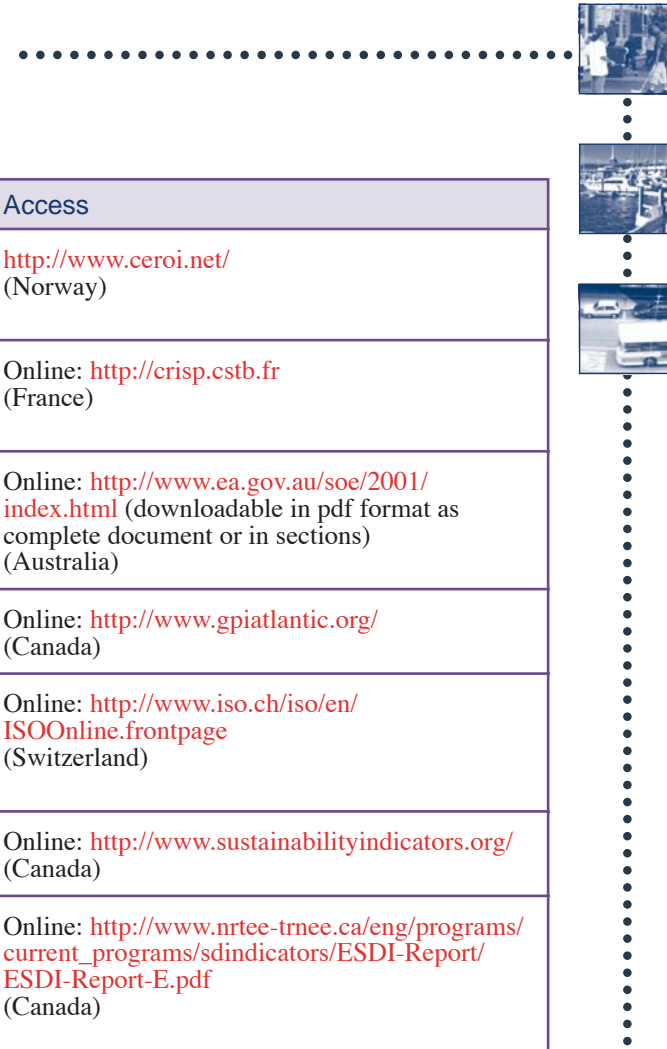 Access
http://www.ceroi.net/
(Norway)
Online: http://crisp.cstb.fr
(France)
Online: http://www.ea.gov.au/soe/2001/
index.html (downloadable in pdf format as
complete document or in sections)
(Australia)
Online: http://www.gpiatlantic.org/
(Canada)
Online: http://www.iso.ch/iso/en/
ISOOnline.frontpage
(Switzerland)
Online: http://www.sustainabilityindicators.org/
(Canada)
Online: http://www.nrtee-trnee.ca/eng/programs/
current_programs/sdindicators/ESDI-Report/
ESDI-Report-E.pdf
(Canada)